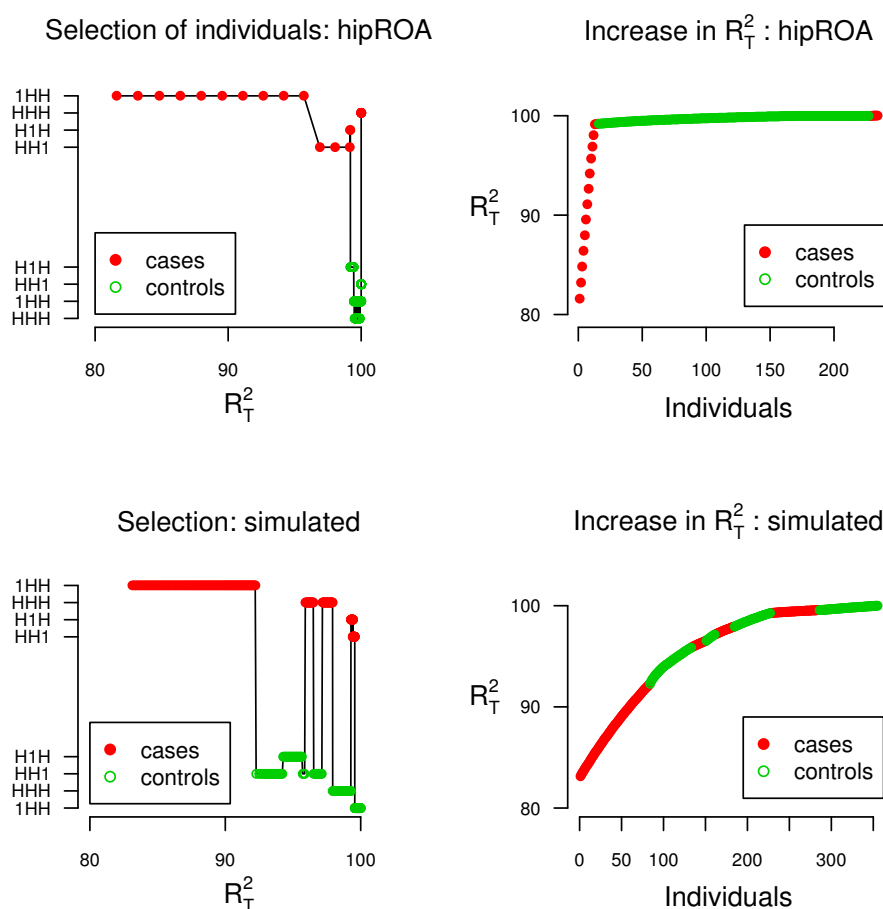 Selection of individuals: hipROA
1HH
HHH
H1H
HH1
H1H
HH1
1HH
HHH
cases
controls
80 90 100
R_T^2
Increase in R_T^2 : hipROA
100
90
80
R_T^2
cases
controls
0 50 100 150 200
Individuals
Selection: simulated
1HH
HHH
H1H
HH1
H1H
HH1
HHH
1HH
cases
controls
80 90 100
R_T^2
Increase in R_T^2 : simulated
100
90
80
R_T^2
cases
controls
0 50 100 200 300
Individuals